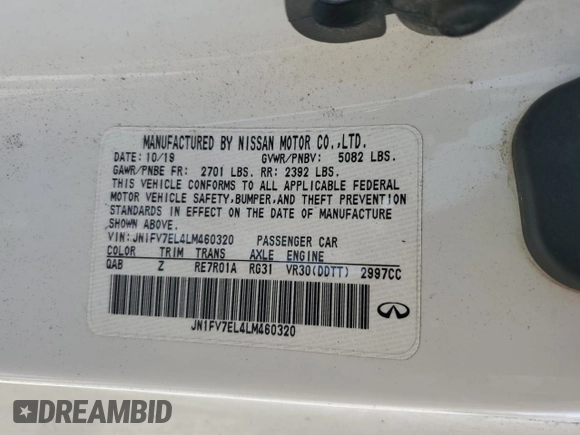 MANUFACTURED BY NISSAN MOTOR CO.,LTD.
DATE: 10/19 GVWR/PNBV: 5082 LBS.
GAWR/PNBE FR: 2701 LBS. RR: 2392 LBS.
THIS VEHICLE CONFORMS TO ALL APPLICABLE FEDERAL
MOTOR VEHICLE SAFETY,BUMPER,AND THEFT PREVENTION
STANDARDS IN EFFECT ON THE DATE OF MANUFACTURE
SHOWN ABOVE.
VIN: JN1FV7EL4LM460320 PASSENGER CAR
COLOR TRIM TRANS AXLE ENGINE
QAB Z RE7R01A RG31 VR30(DDTT) 2997CC
JN1FV7EL4LM460320
DREAMBID